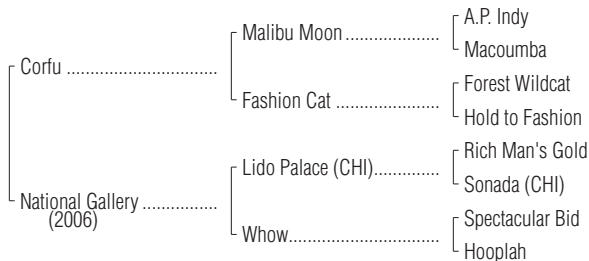 A.P. Indy
Malibu Moon ....................
Macoumba
Corfu ................................
Forest Wildcat
Fashion Cat ......................
Hold to Fashion
Rich Man's Gold
Lido Palace (CHI)..............
Sonada (CHI)
National Gallery ................
(2006)
Spectacular Bid
Whow................................
Hooplah